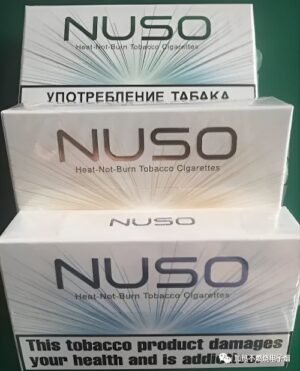 NUSO
Heat-Not-Burn Tobacco Cigarettes
УПОТРЕБЛЕНИЕ ТАБАКА
NUSO
Heat-Not-Burn Tobacco Cigarettes
NUSO
NUSO
Heat-Not-Burn Tobacco Cigarettes
This tobacco product damages
your health and is